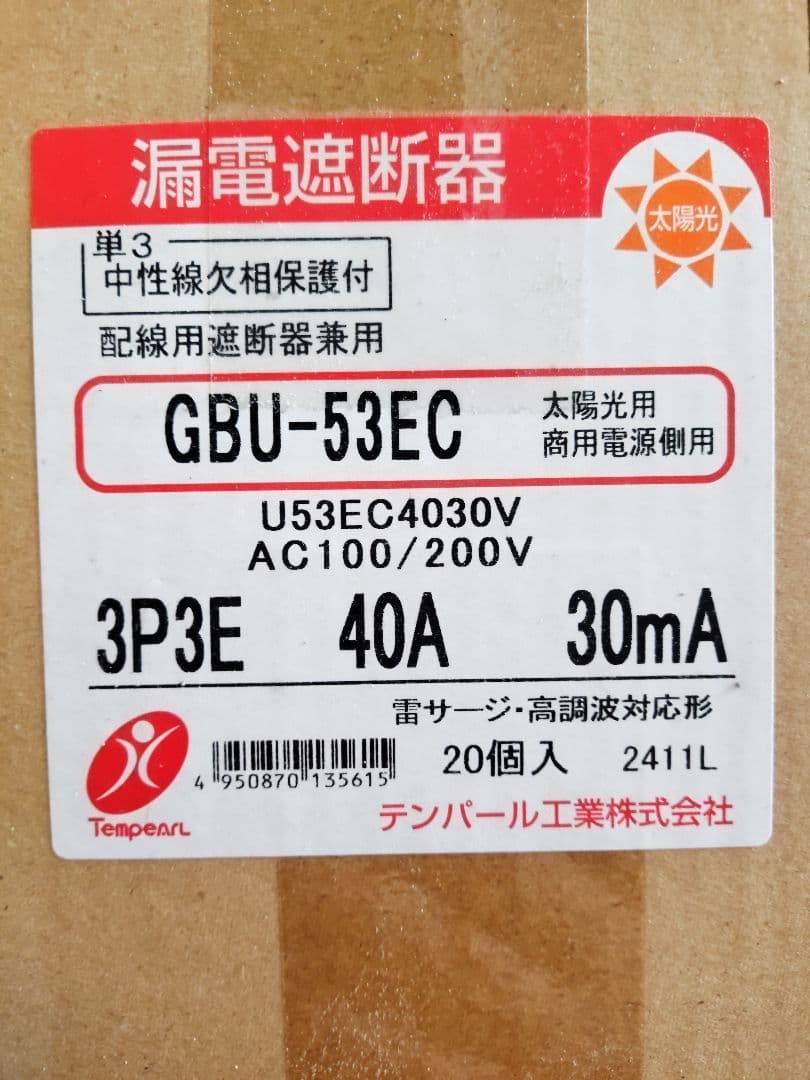 漏電遮断器
太陽光
単3
中性線欠相保護付
配線用遮断器兼用
GBU-53EC
太陽光用
商用電源側用
U53EC4030V
AC100/200V
3P3E 40A 30mA
雷サージ・高調波対応形
4 950870 135615
20個入 2411L
Tempearl
テンパール工業株式会社